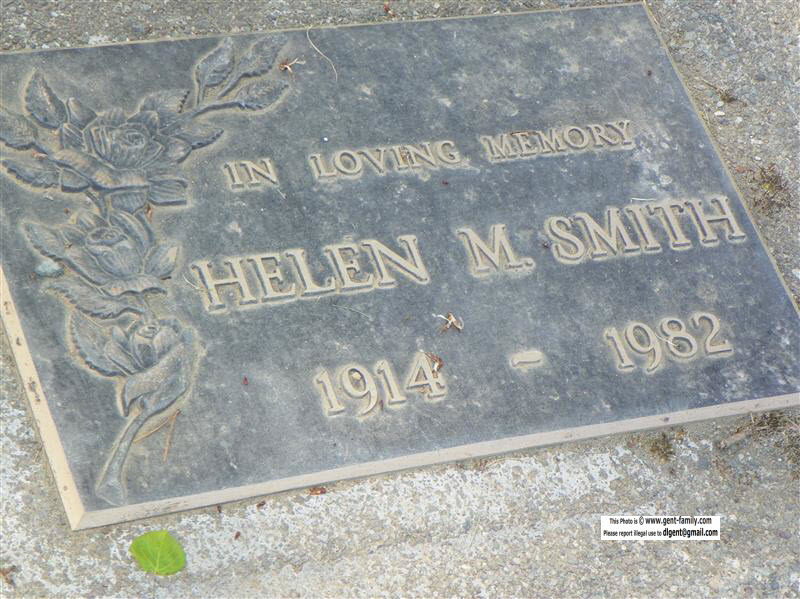 IN LOVING MEMORY
HELEN M. SMITH
1914 - 1982
This Photo is © www.gent-family.com
Please report illegal use to dlgent@gmail.com